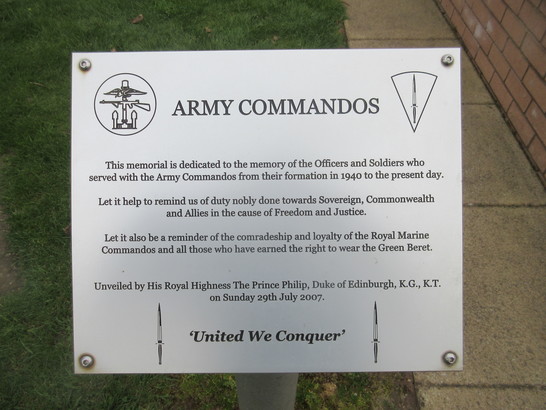 ARMY COMMANDOS
This memorial is dedicated to the memory of the Officers and Soldiers who
served with the Army Commandos from their formation in 1940 to the present day.
Let it help to remind us of duty nobly done towards Sovereign, Commonwealth
and Allies in the cause of Freedom and Justice.
Let it also be a reminder of the comradeship and loyalty of the Royal Marine
Commandos and all those who have earned the right to wear the Green Beret.
Unveiled by His Royal Highness The Prince Philip, Duke of Edinburgh, K.G., K.T.
on Sunday 29th July 2007.
‘United We Conquer’